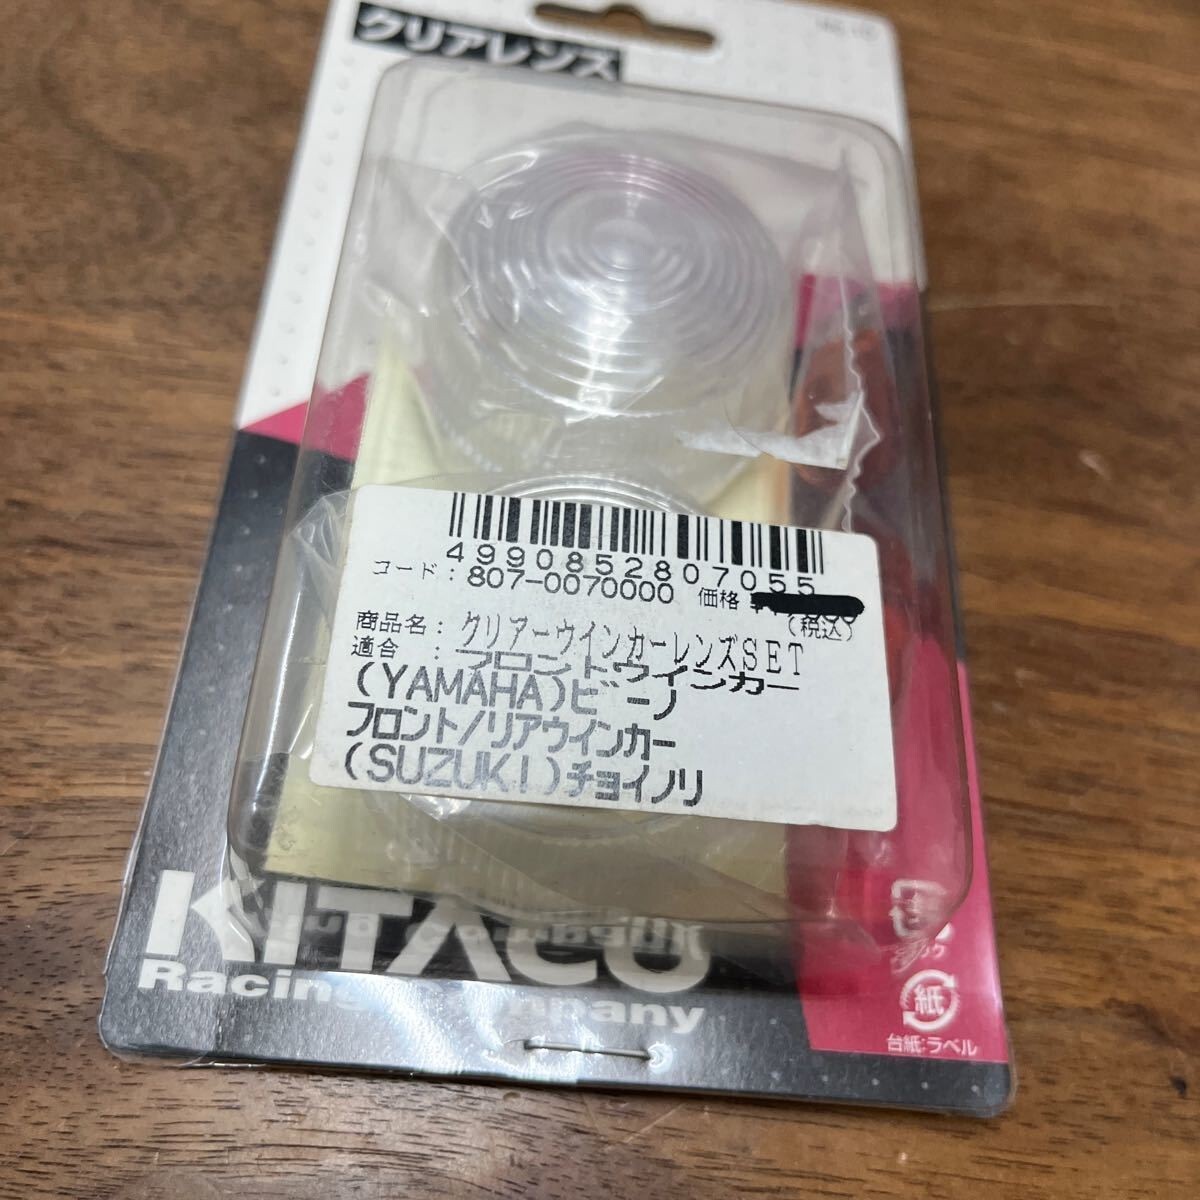 クリアレンズ
4990852807055
コード: 807-0070000 価格
(税込)
商品名: クリアーウインカーレンズSET
適合 : フロントウインカー
(YAMAHA)ビーノ
フロント/リアウインカー
(SUZUKI)チョイノリ
KITACO
Racing Company
紙
台紙:ラベル